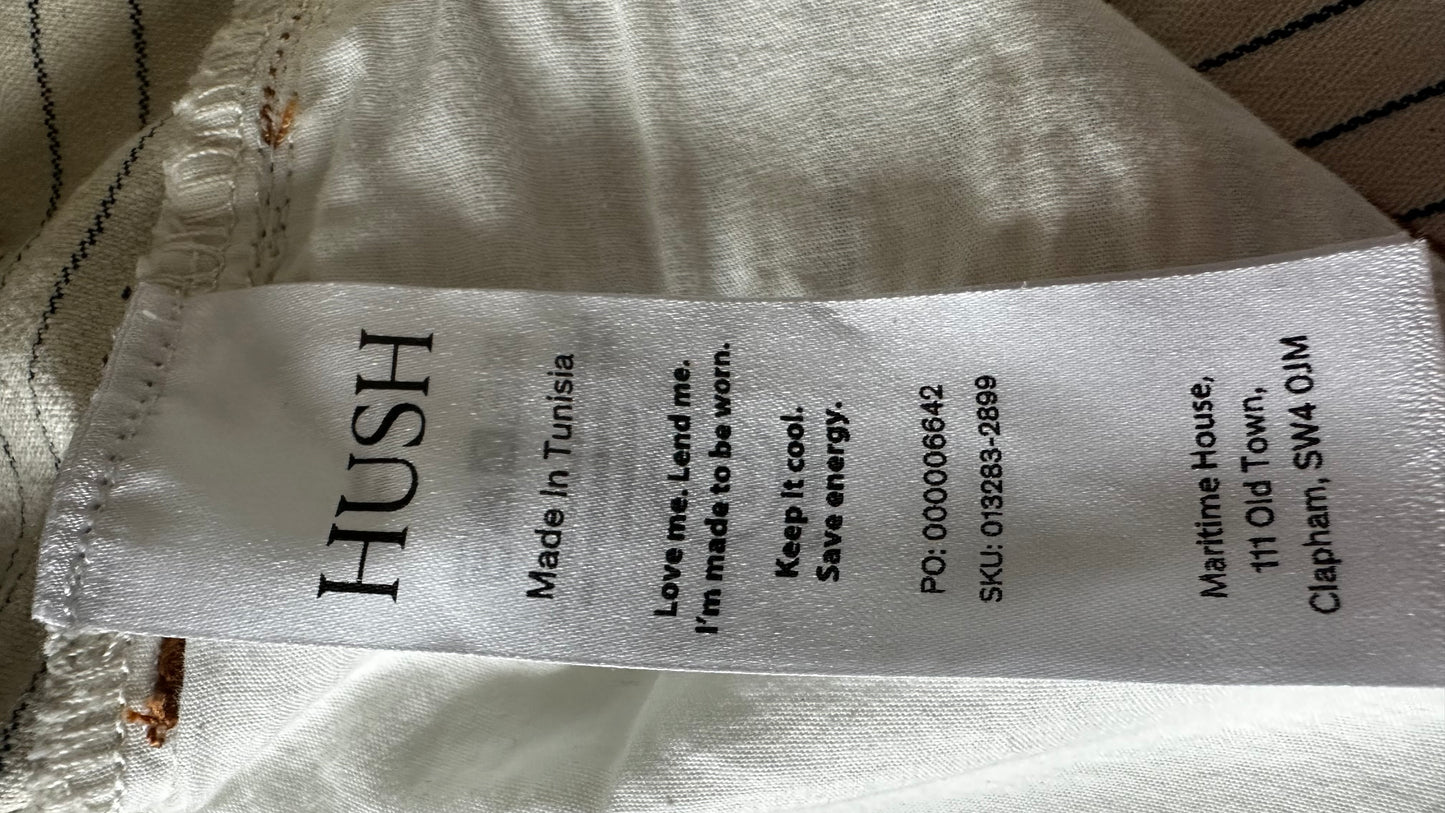 HUSH
Made In Tunisia
Love me. Lend me.
I'm made to be worn.
Keep it cool.
Save energy.
PO: 000006642
SKU: 013283-2899
Maritime House,
111 Old Town,
Clapham, SW4 0JM